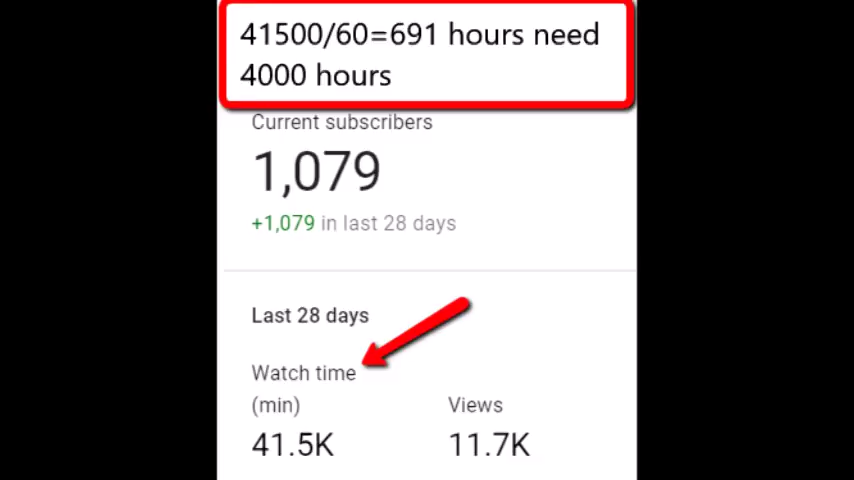 41500/60=691 hours need
4000 hours
Current subscribers
1,079
+1,079 in last 28 days
Last 28 days
Watch time
(min)
Views
41.5K
11.7K